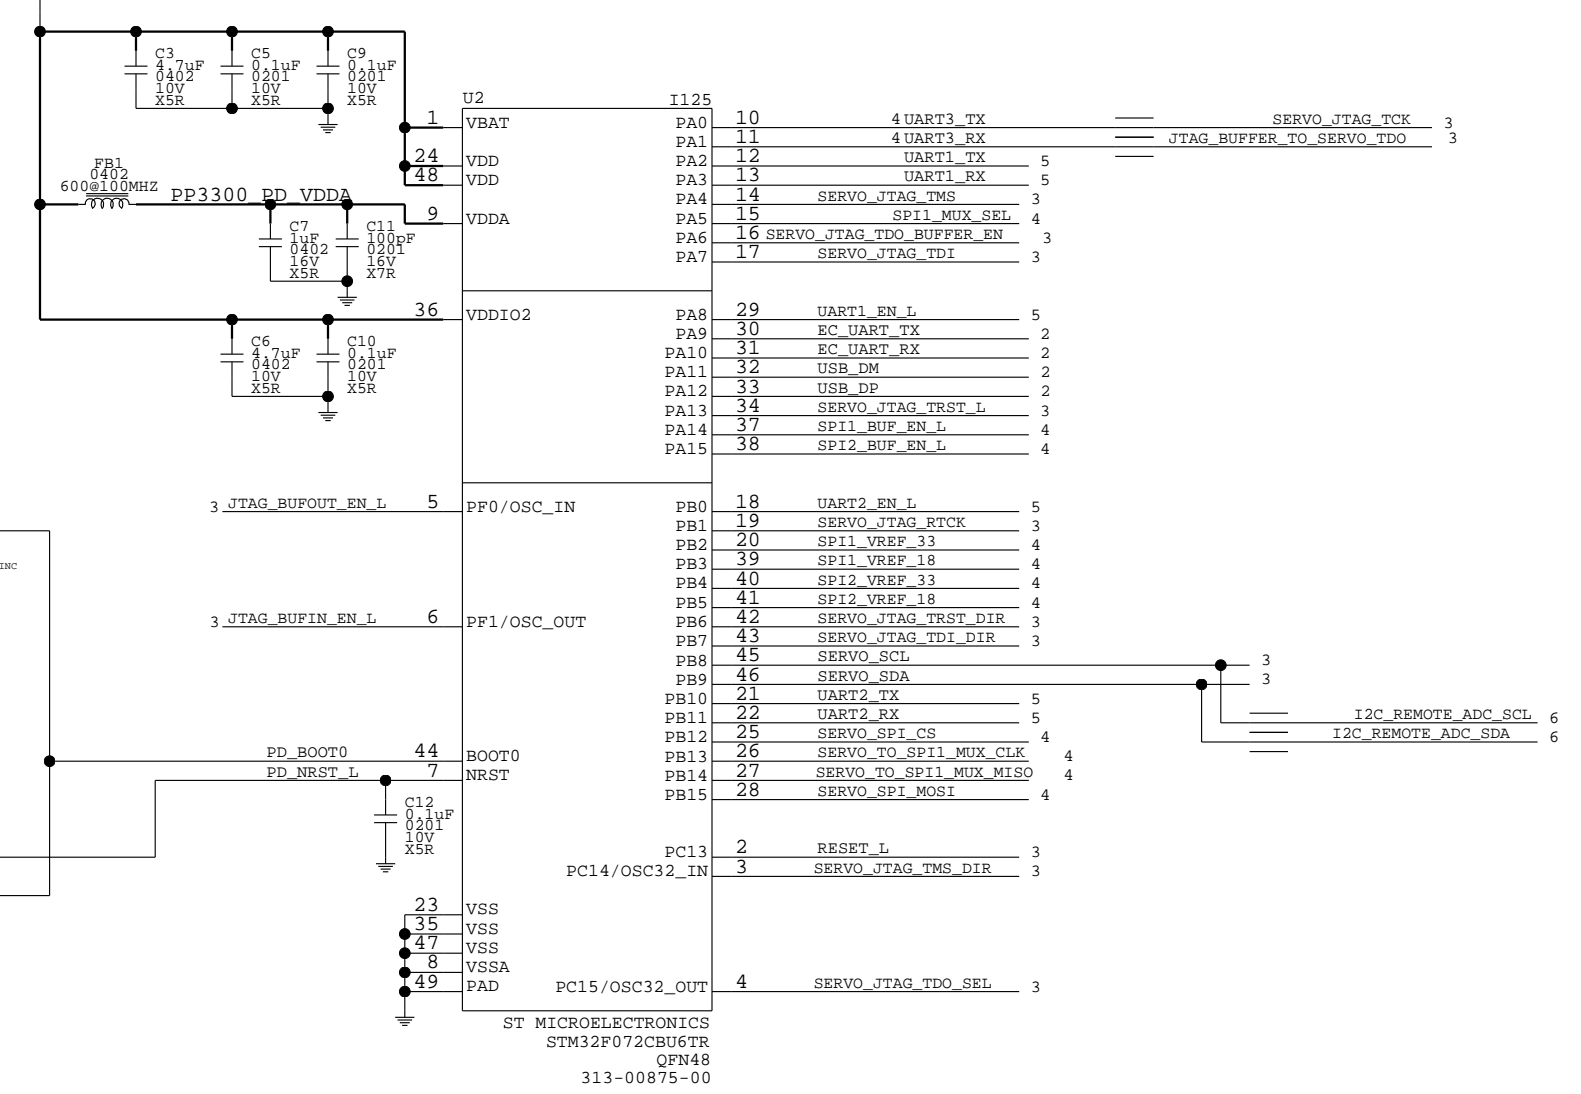 C3
4.7uF
0402
10V
X5R
C5
0.1uF
0201
10V
X5R
C9
0.1uF
0201
10V
X5R
FB1
0402
600@100MHZ
PP3300_PD_VDDA
C7
1uF
0402
16V
X5R
C11
100pF
0201
16V
X7R
C6
4.7uF
0402
10V
X5R
C10
0.1uF
0201
10V
X5R
3 JTAG_BUFOUT_EN_L
INC
3 JTAG_BUFIN_EN_L
PD_BOOT0
PD_NRST_L
C12
0.1uF
0201
10V
X5R
U2 I125
1 VBAT
24 VDD
48 VDD
9 VDDA
36 VDDIO2
5 PF0/OSC_IN
6 PF1/OSC_OUT
44 BOOT0
7 NRST
23 VSS
35 VSS
47 VSS
8 VSSA
49 PAD
PA0 10 4 UART3_TX SERVO_JTAG_TCK 3
PA1 11 4 UART3_RX JTAG_BUFFER_TO_SERVO_TDO 3
PA2 12 UART1_TX 5
PA3 13 UART1_RX 5
PA4 14 SERVO_JTAG_TMS 3
PA5 15 SPI1_MUX_SEL 4
PA6 16 SERVO_JTAG_TDO_BUFFER_EN 3
PA7 17 SERVO_JTAG_TDI 3
PA8 29 UART1_EN_L 5
PA9 30 EC_UART_TX 2
PA10 31 EC_UART_RX 2
PA11 32 USB_DM 2
PA12 33 USB_DP 2
PA13 34 SERVO_JTAG_TRST_L 3
PA14 37 SPI1_BUF_EN_L 4
PA15 38 SPI2_BUF_EN_L 4
PB0 18 UART2_EN_L 5
PB1 19 SERVO_JTAG_RTCK 3
PB2 20 SPI1_VREF_33 4
PB3 39 SPI1_VREF_18 4
PB4 40 SPI2_VREF_33 4
PB5 41 SPI2_VREF_18 4
PB6 42 SERVO_JTAG_TRST_DIR 3
PB7 43 SERVO_JTAG_TDI_DIR 3
PB8 45 SERVO_SCL 3
PB9 46 SERVO_SDA 3
PB10 21 UART2_TX 5
PB11 22 UART2_RX 5
I2C_REMOTE_ADC_SCL 6
I2C_REMOTE_ADC_SDA 6
PB12 25 SERVO_SPI_CS 4
PB13 26 SERVO_TO_SPI1_MUX_CLK 4
PB14 27 SERVO_TO_SPI1_MUX_MISO 4
PB15 28 SERVO_SPI_MOSI 4
PC13 2 RESET_L 3
PC14/OSC32_IN 3 SERVO_JTAG_TMS_DIR 3
PC15/OSC32_OUT 4 SERVO_JTAG_TDO_SEL 3
ST MICROELECTRONICS
STM32F072CBU6TR
QFN48
313-00875-00